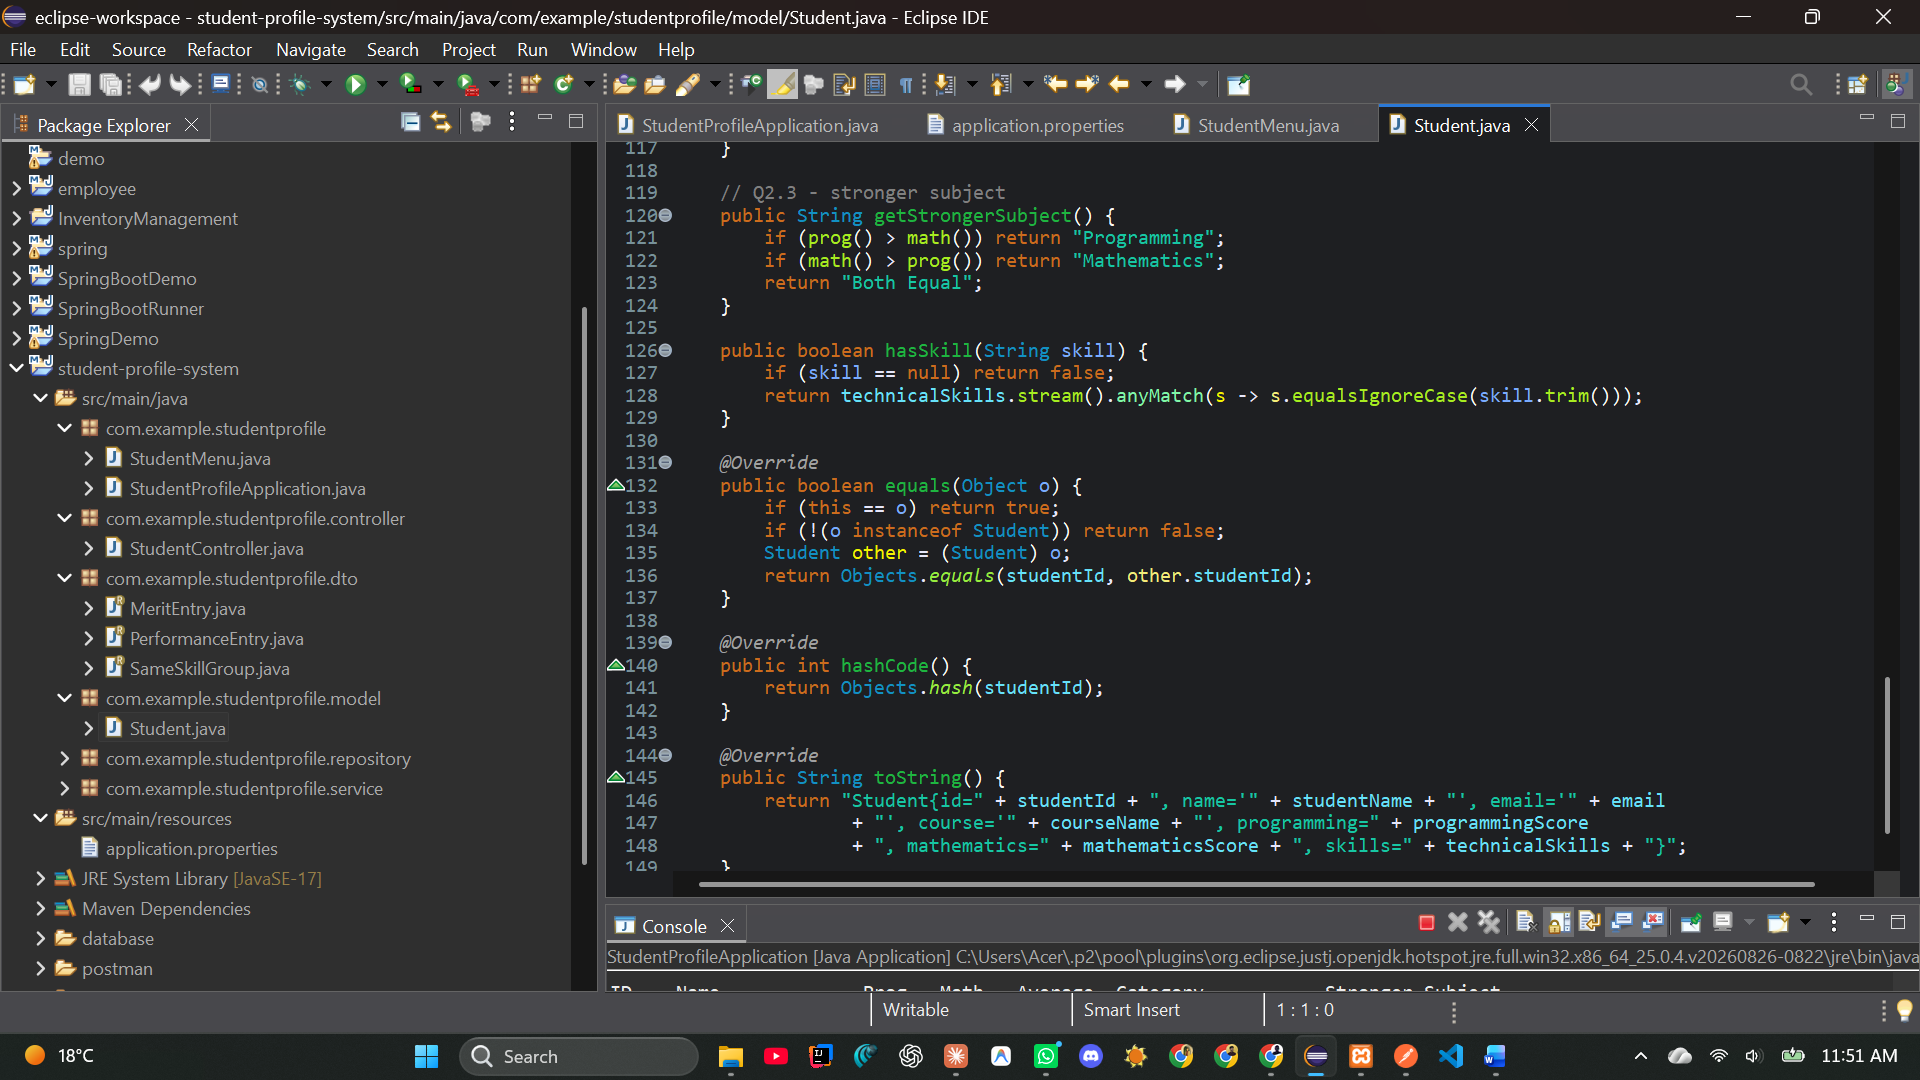 eclipse-workspace - student-profile-system/src/main/java/com/example/studentprofile/model/Student.java - Eclipse IDE
File Edit Source Refactor Navigate Search Project Run Window Help
Package Explorer
demo
employee
InventoryManagement
spring
SpringBootDemo
SpringBootRunner
SpringDemo
student-profile-system
src/main/java
com.example.studentprofile
StudentMenu.java
StudentProfileApplication.java
com.example.studentprofile.controller
StudentController.java
com.example.studentprofile.dto
MeritEntry.java
PerformanceEntry.java
SameSkillGroup.java
com.example.studentprofile.model
Student.java
com.example.studentprofile.repository
com.example.studentprofile.service
src/main/resources
application.properties
JRE System Library [JavaSE-17]
Maven Dependencies
database
postman
StudentProfileApplication.java application.properties StudentMenu.java Student.java
117 }
118
119 // Q2.3 - stronger subject
120 public String getStrongerSubject() {
121 if (prog() > math()) return "Programming";
122 if (math() > prog()) return "Mathematics";
123 return "Both Equal";
124 }
125
126 public boolean hasSkill(String skill) {
127 if (skill == null) return false;
128 return technicalSkills.stream().anyMatch(s -> s.equalsIgnoreCase(skill.trim()));
129 }
130
131 @Override
132 public boolean equals(Object o) {
133 if (this == o) return true;
134 if (!(o instanceof Student)) return false;
135 Student other = (Student) o;
136 return Objects.equals(studentId, other.studentId);
137 }
138
139 @Override
140 public int hashCode() {
141 return Objects.hash(studentId);
142 }
143
144 @Override
145 public String toString() {
146 return "Student{id=" + studentId + ", name='" + studentName + "', email='" + email
147 + "', course='" + courseName + "', programming=" + programmingScore
148 + ", mathematics=" + mathematicsScore + ", skills=" + technicalSkills + "}";
149 }
Console
StudentProfileApplication [Java Application] C:\Users\Acer\.p2\pool\plugins\org.eclipse.justj.openjdk.hotspot.jre.full.win32.x86_64_25.0.4.v20260826-0822\jre\bin\java
ID Name Prog Math Average Category Stronger Subject
Writable Smart Insert 1 : 1 : 0
18°C Search 11:51 AM